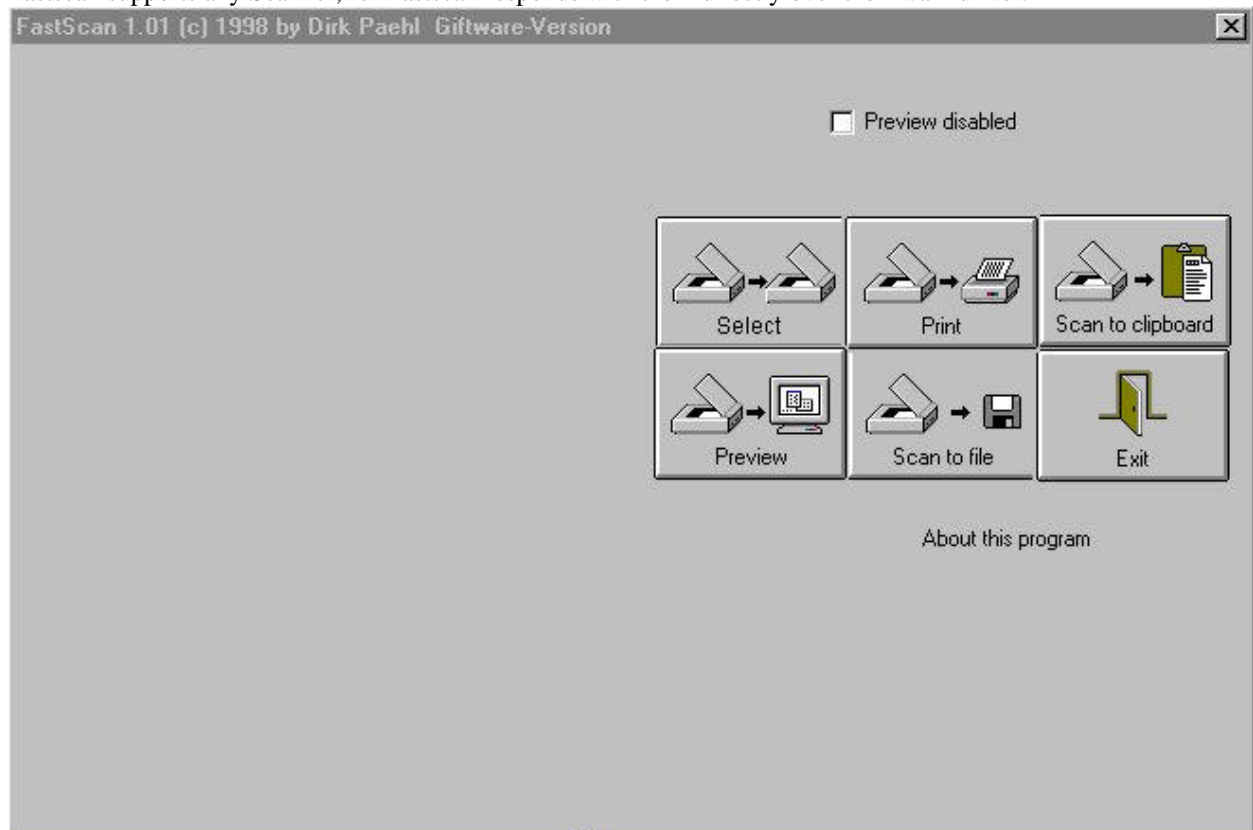 FastScan 1.01 (c) 1998 by Dirk Paehl Giftware-Version
Preview disabled
Select
Print
Scan to clipboard
Preview
Scan to file
Exit
About this program